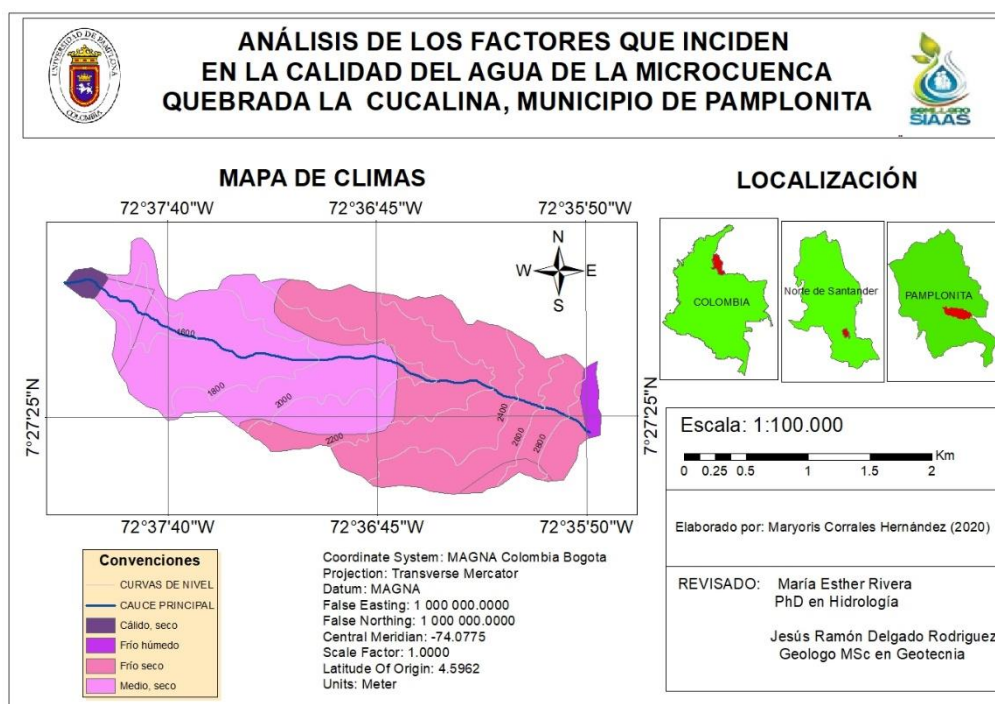 UNIVERSIDAD DE PAMPLONA
COLOMBIA
ANÁLISIS DE LOS FACTORES QUE INCIDEN
EN LA CALIDAD DEL AGUA DE LA MICROCUENCA
QUEBRADA LA CUCALINA, MUNICIPIO DE PAMPLONITA
SEMILLERO
SIAAS
MAPA DE CLIMAS
72°37'40"W 72°36'45"W 72°35'50"W
N
W E
S
1600
1800
2000
2200
2400
2600
2800
7°27'25"N
7°27'25"N
72°37'40"W 72°36'45"W 72°35'50"W
LOCALIZACIÓN
COLOMBIA
Norte de Santander
PAMPLONITA
Escala: 1:100.000
Km
0 0.25 0.5 1 1.5 2
Elaborado por: Maryoris Corrales Hernández (2020)
REVISADO: María Esther Rivera
PhD en Hidrología
Jesús Ramón Delgado Rodriguez
Geologo MSc en Geotecnia
Convenciones
CURVAS DE NIVEL
CAUCE PRINCIPAL
Cálido, seco
Frío húmedo
Frío seco
Medio, seco
Coordinate System: MAGNA Colombia Bogota
Projection: Transverse Mercator
Datum: MAGNA
False Easting: 1 000 000.0000
False Northing: 1 000 000.0000
Central Meridian: -74.0775
Scale Factor: 1.0000
Latitude Of Origin: 4.5962
Units: Meter